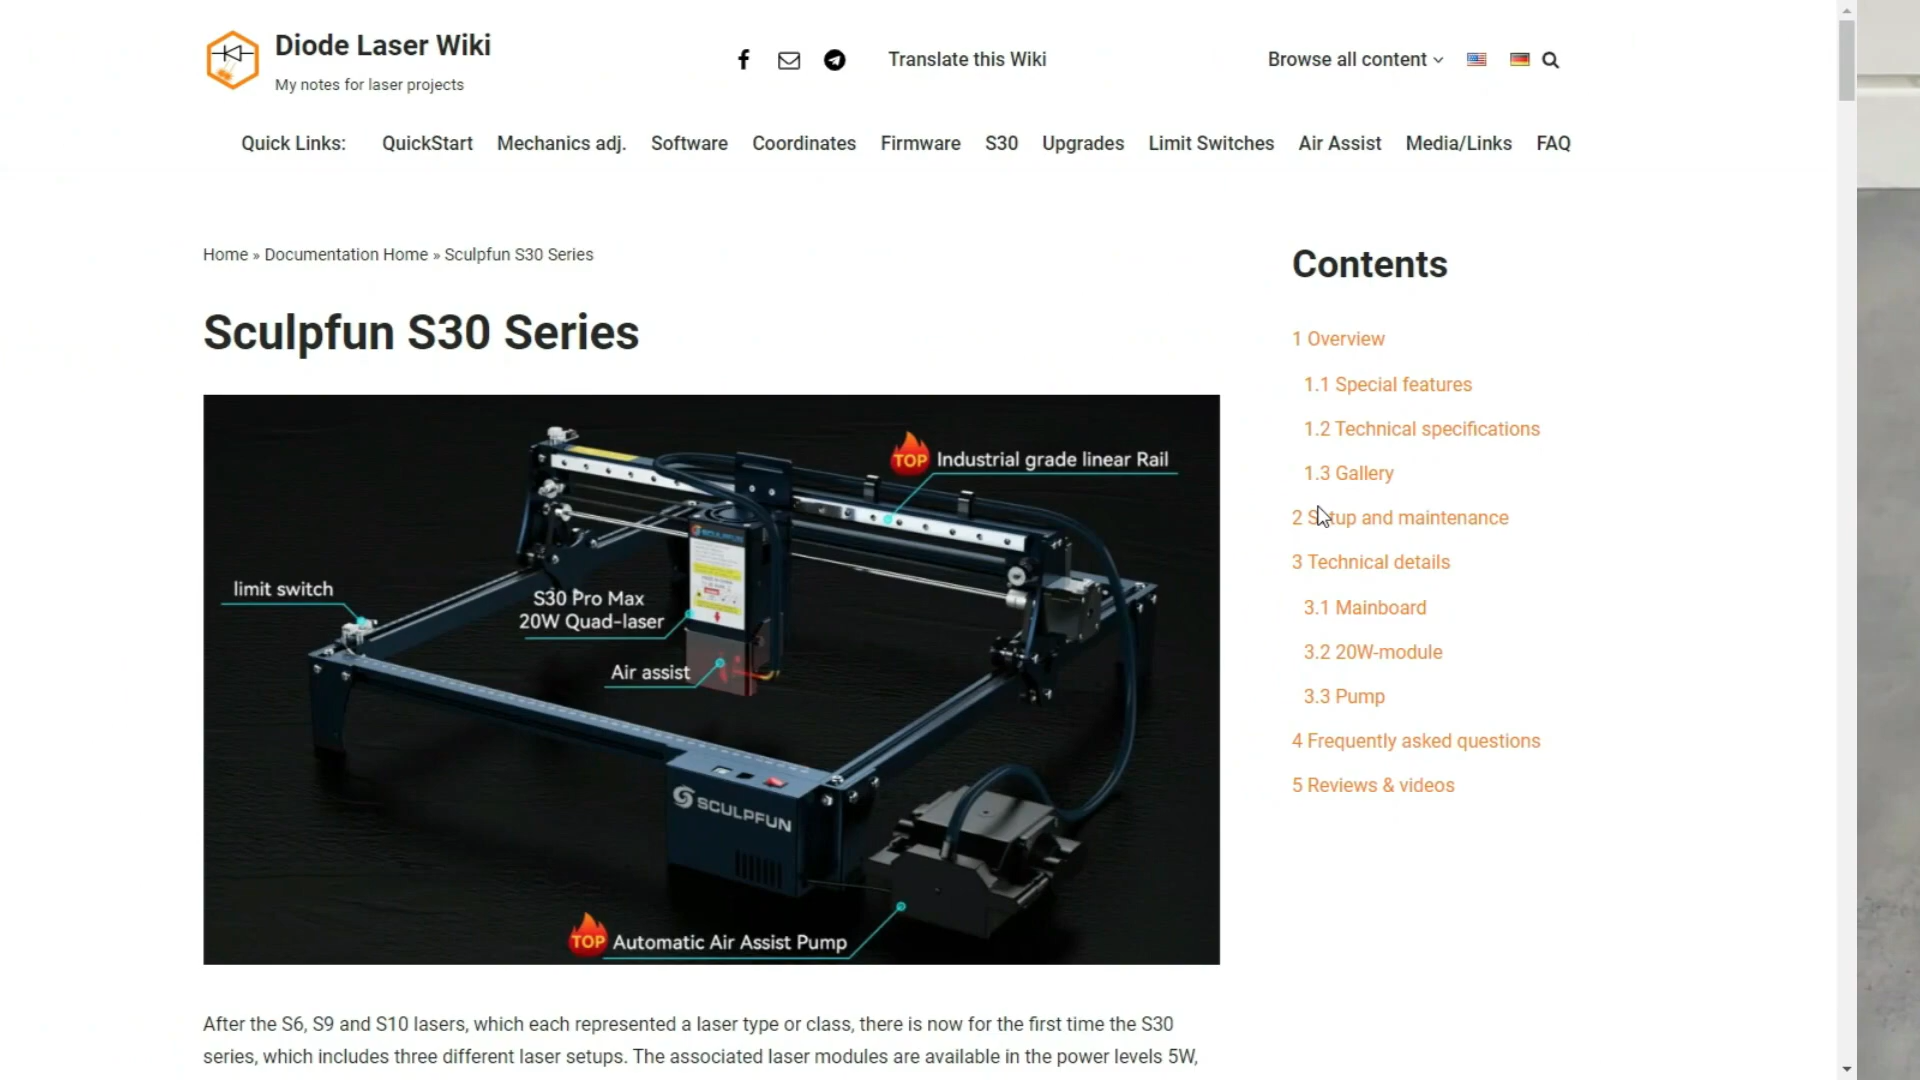 Diode Laser Wiki
My notes for laser projects
Translate this Wiki
Browse all content
Quick Links:
QuickStart
Mechanics adj.
Software
Coordinates
Firmware
S30
Upgrades
Limit Switches
Air Assist
Media/Links
FAQ
Home » Documentation Home » Sculpfun S30 Series
Sculpfun S30 Series
TOP Industrial grade linear Rail
limit switch
S30 Pro Max
20W Quad-laser
Air assist
SCULPFUN
TOP Automatic Air Assist Pump
After the S6, S9 and S10 lasers, which each represented a laser type or class, there is now for the first time the S30
series, which includes three different laser setups. The associated laser modules are available in the power levels 5W,
Contents
1 Overview
1.1 Special features
1.2 Technical specifications
1.3 Gallery
2 Setup and maintenance
3 Technical details
3.1 Mainboard
3.2 20W-module
3.3 Pump
4 Frequently asked questions
5 Reviews & videos